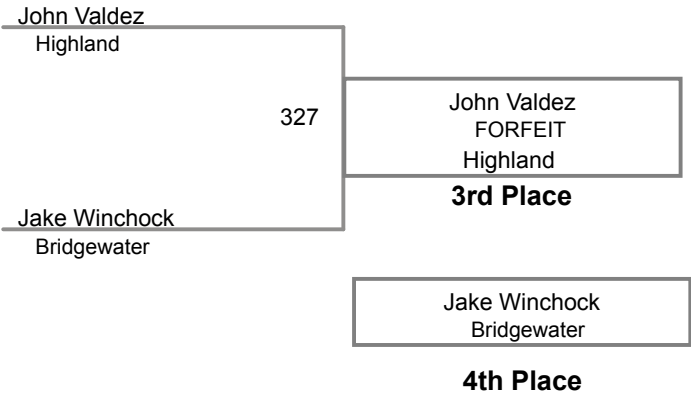 John Valdez
Highland
327
John Valdez
FORFEIT
Highland
3rd Place
Jake Winchock
Bridgewater
Jake Winchock
Bridgewater
4th Place